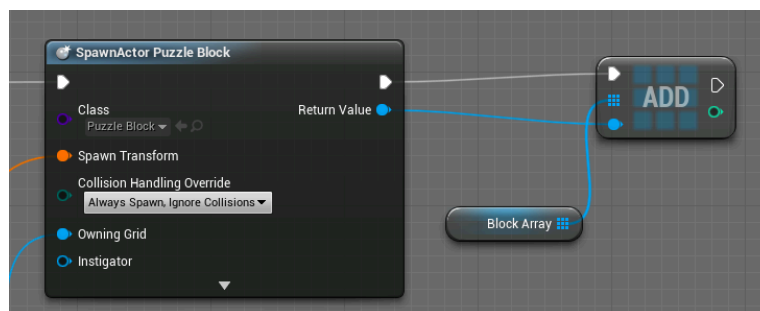 SpawnActor Puzzle Block
Class
Puzzle Block
Return Value
Spawn Transform
Collision Handling Override
Always Spawn, Ignore Collisions
Owning Grid
Instigator
ADD
Block Array